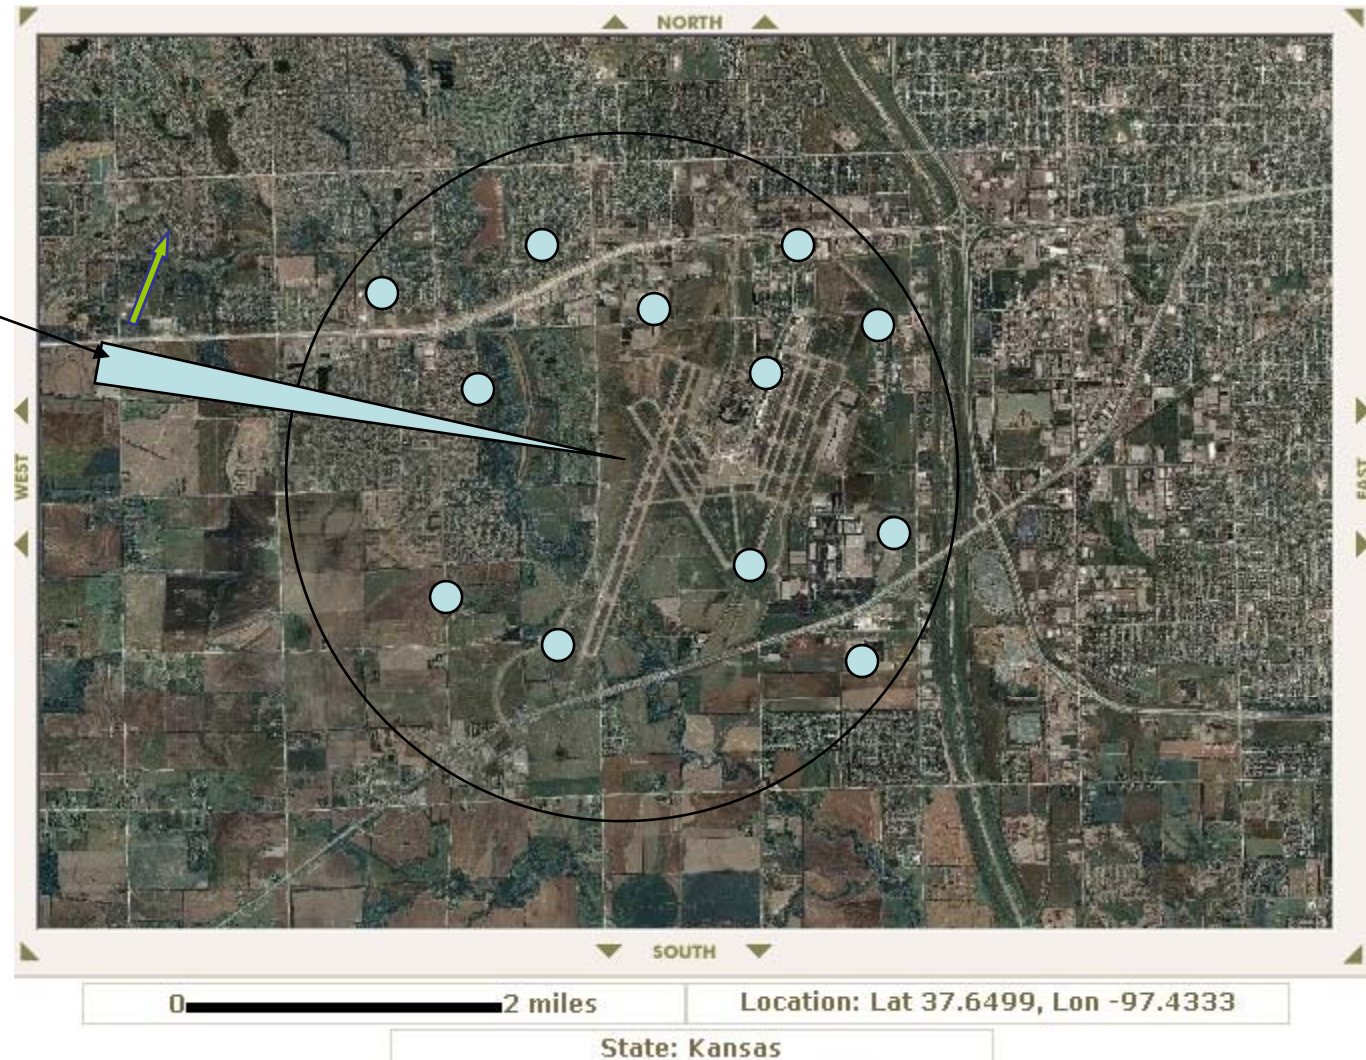 NORTH
WEST
EAST
SOUTH
0 2 miles
Location: Lat 37.6499, Lon -97.4333
State: Kansas